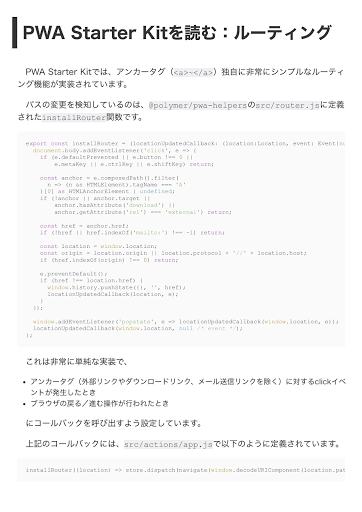 PWA Starter Kitを読む：ルーティング
PWA Starter Kitでは、アンカータグ（<a>~</a>）独自に非常にシンプルなルーティ
ング機能が実装されています。
パスの変更を検知しているのは、@polymer/pwa-helpersのsrc/router.jsに定義
されたinstallRouter関数です。
export const installRouter = (locationUpdatedCallback: (location:Location, event: Event|nu
document.body.addEventListener('click', e => {
if (e.defaultPrevented || e.button !== 0 ||
e.metaKey || e.ctrlKey || e.shiftKey) return;
const anchor = e.composedPath().filter(
n => (n as HTMLElement).tagName === 'A'
)[0] as HTMLAnchorElement | undefined;
if (!anchor || anchor.target ||
anchor.hasAttribute('download') ||
anchor.getAttribute('rel') === 'external') return;
const href = anchor.href;
if (!href || href.indexOf('mailto:') !== -1) return;
const location = window.location;
const origin = location.origin || location.protocol + '//' + location.host;
if (href.indexOf(origin) !== 0) return;
e.preventDefault();
if (href !== location.href) {
window.history.pushState({}, '', href);
locationUpdatedCallback(location, e);
}
});
window.addEventListener('popstate', e => locationUpdatedCallback(window.location, e));
locationUpdatedCallback(window.location, null /* event */);
};
これは非常に単純な実装で、
• アンカータグ（外部リンクやダウンロードリンク、メール送信リンクを除く）に対するclickイベ
ントが発生したとき
• ブラウザの戻る／進む操作が行われたとき
にコールバックを呼び出すよう設定しています。
上記のコールバックには、src/actions/app.jsで以下のように定義されています。
installRouter((location) => store.dispatch(navigate(window.decodeURIComponent(location.pat